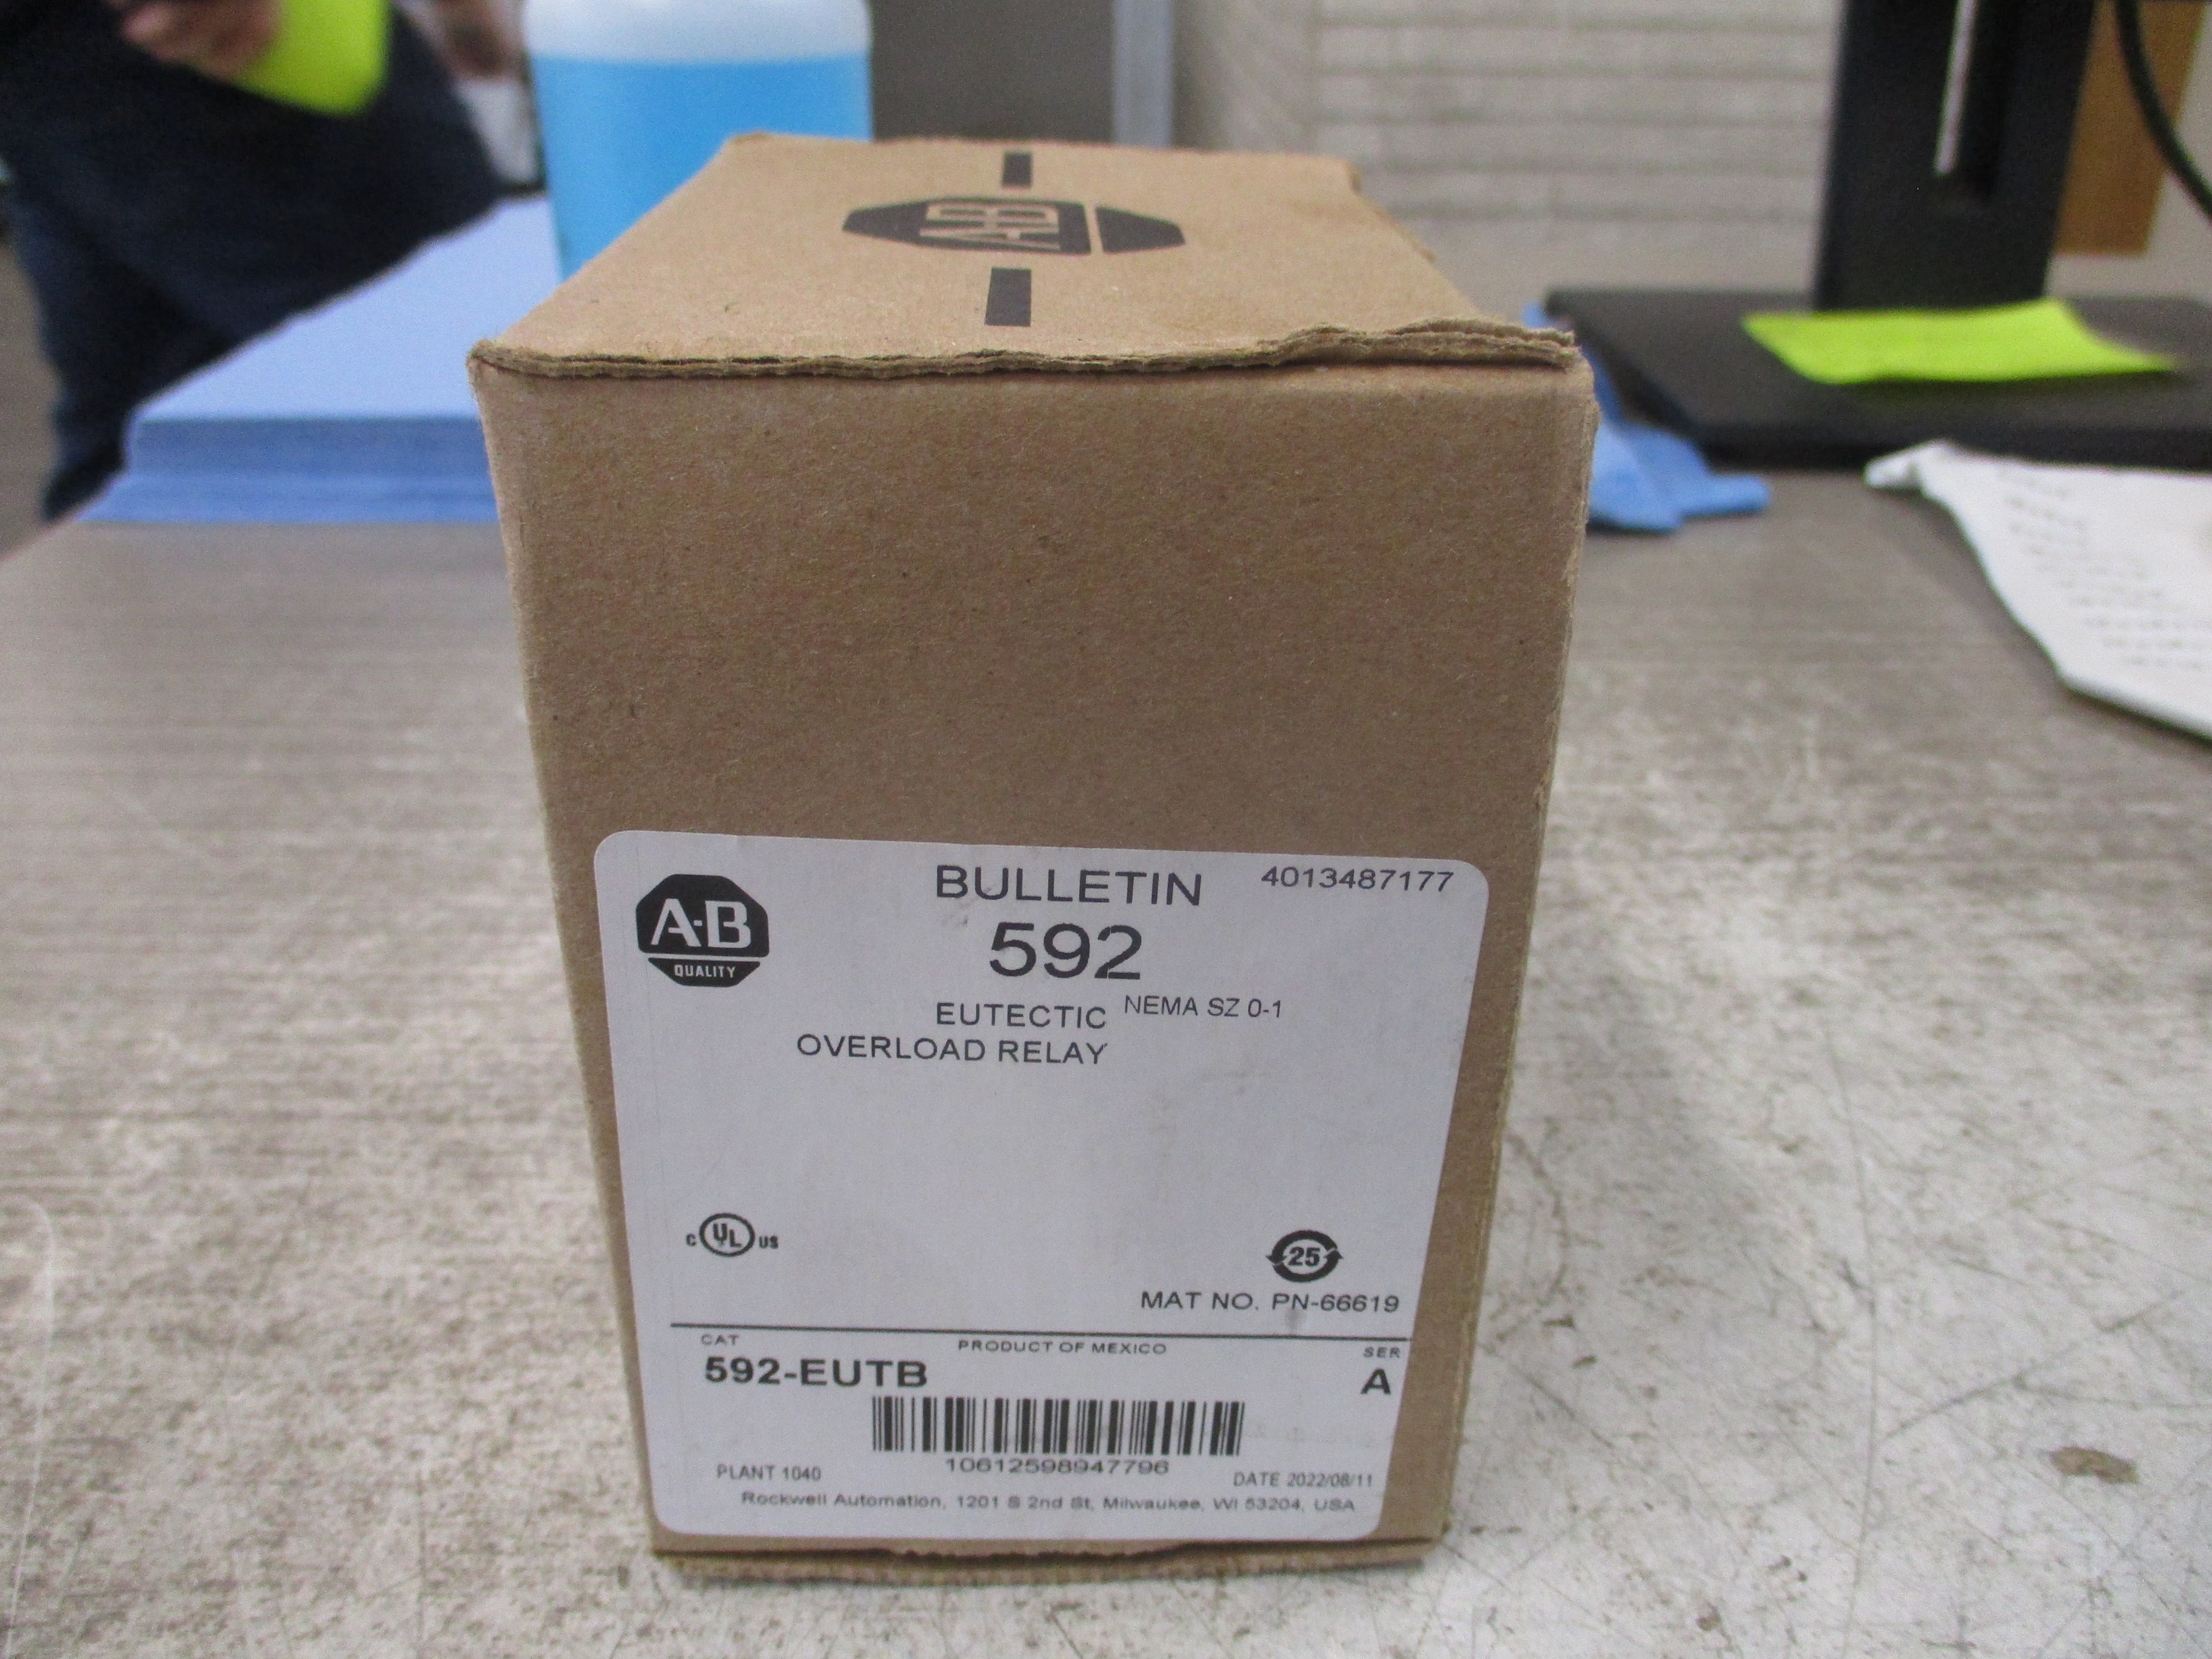 A-B
A-B
QUALITY
BULLETIN
4013487177
592
EUTECTIC NEMA SZ 0-1
OVERLOAD RELAY
C UL US
25
MAT NO. PN-66619
CAT
PRODUCT OF MEXICO
SER
592-EUTB
A
10612598947796
PLANT 1040
DATE 2022/08/11
Rockwell Automation, 1201 S 2nd St, Milwaukee, WI 53204, USA